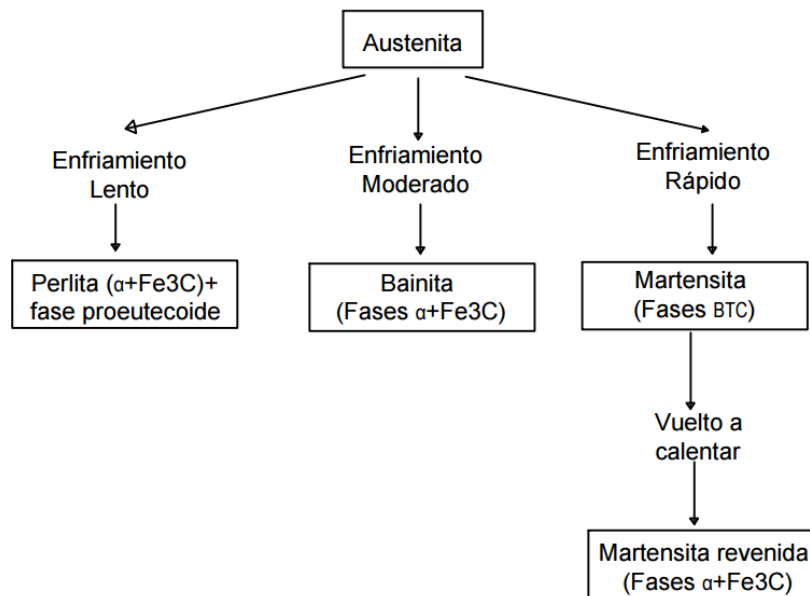 Austenita
Enfriamiento
Lento
Enfriamiento
Moderado
Enfriamiento
Rápido
Perlita (α+Fe3C)+
fase proeutecoide
Bainita
(Fases α+Fe3C)
Martensita
(Fases BTC)
Vuelto a
calentar
Martensita revenida
(Fases α+Fe3C)